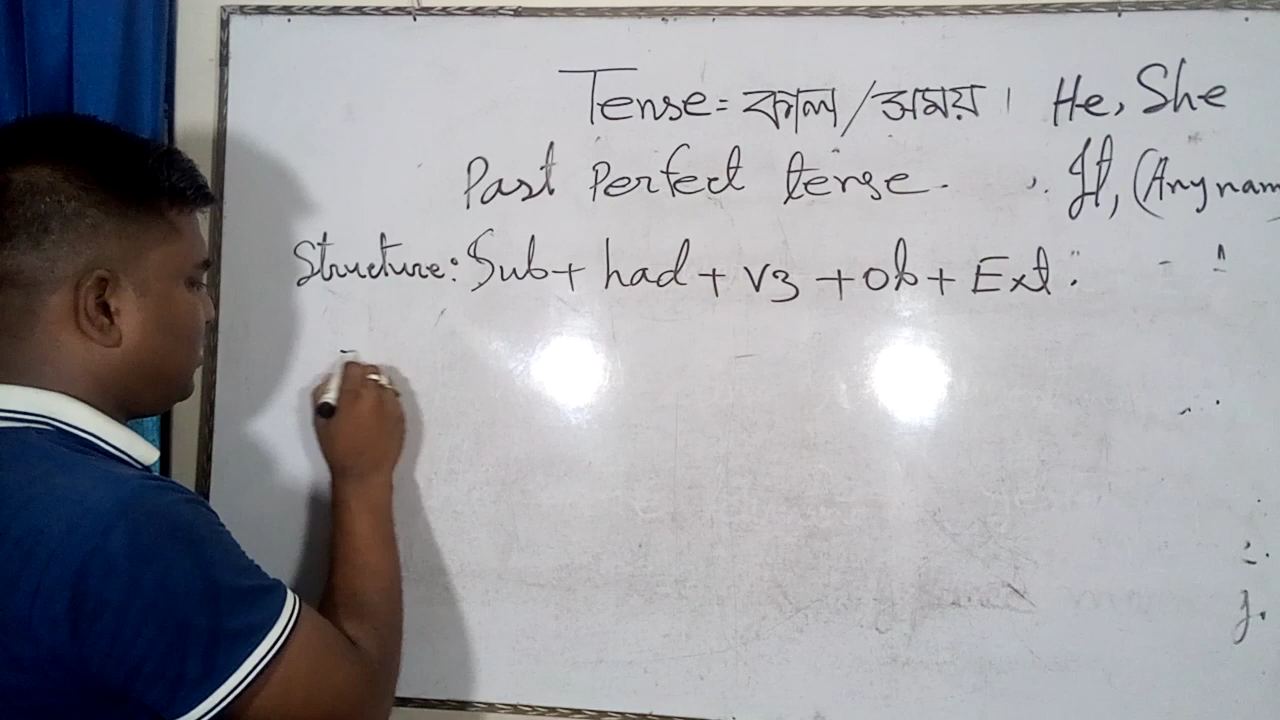 Tense = কাল / সময় । He, She
Past Perfect tense. It, (Any nam
Structure: Sub + had + v3 + ob + Ext.